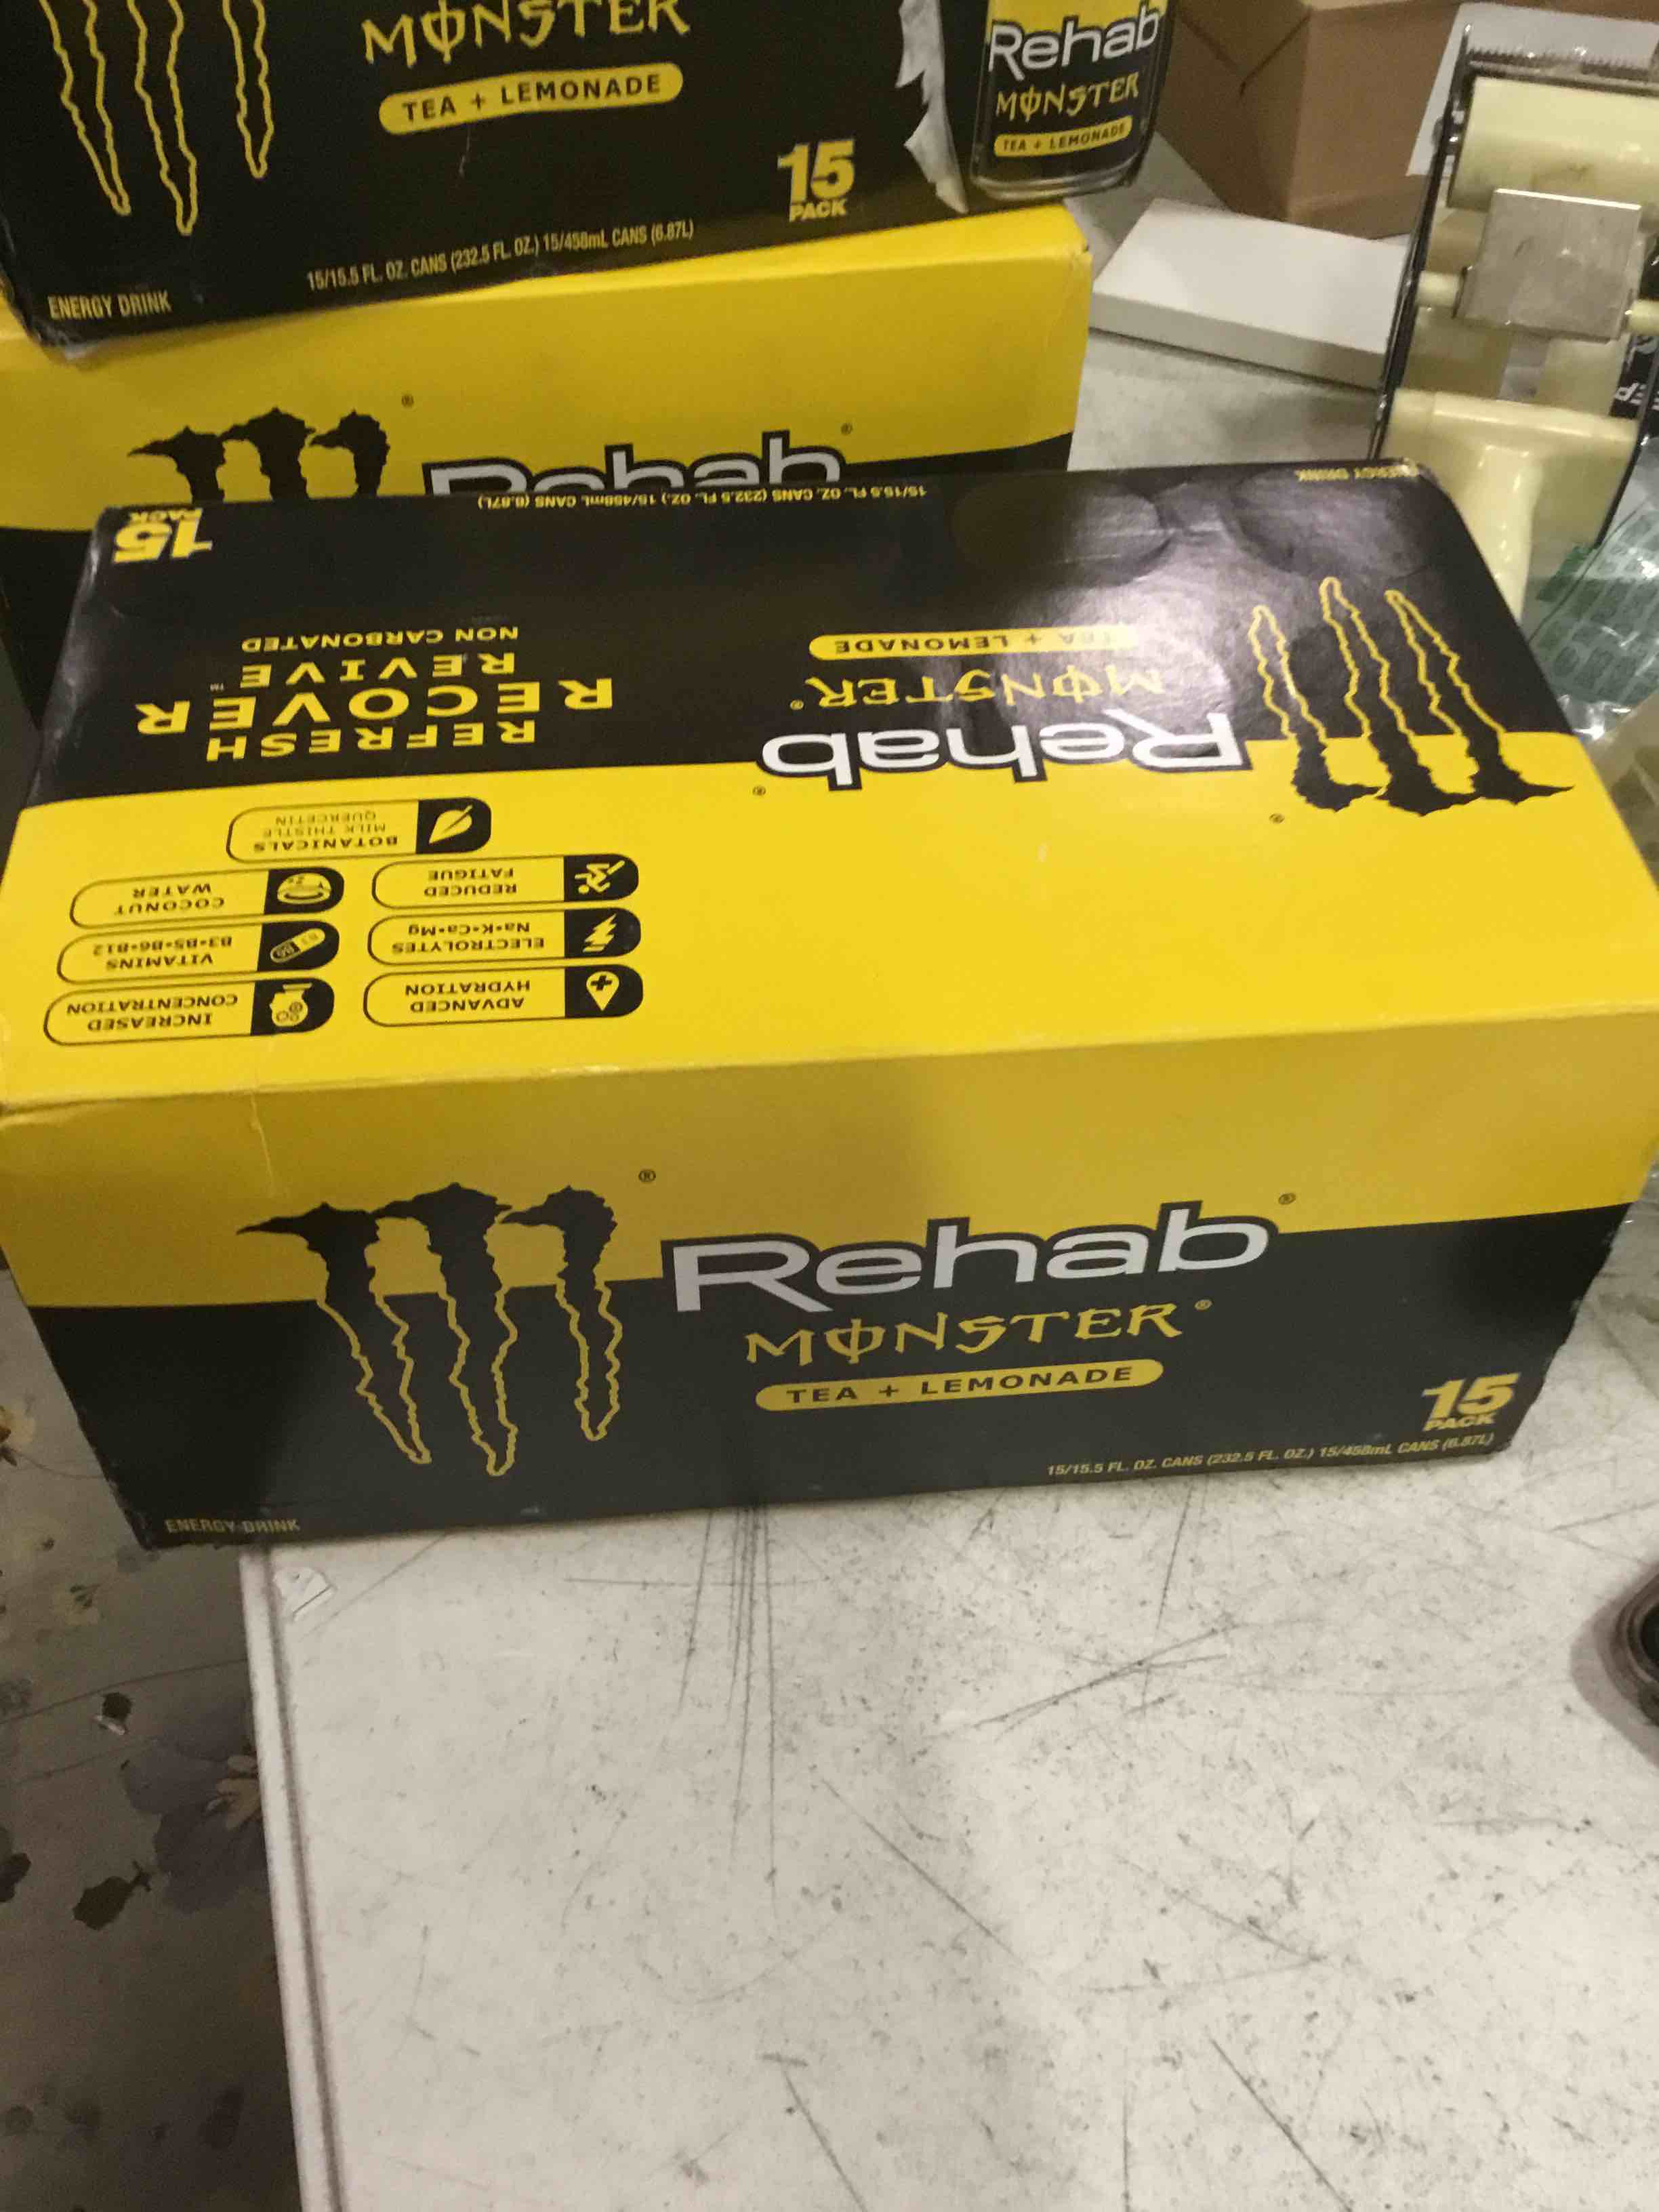 MONSTER
TEA + LEMONADE
15
PACK
15/15.5 FL. OZ. CANS (232.5 FL. OZ.) 15/458mL CANS (6.87L)
ENERGY DRINK
Rehab
MONSTER
TEA + LEMONADE
®
Rehab®
ENERGY DRINK
15/15.5 FL. OZ. CANS (232.5 FL. OZ.) 15/458mL CANS (6.87L)
15
PACK
®
Rehab®
MONSTER®
TEA + LEMONADE
REFRESH
RECOVER
REVIVE™
NON CARBONATED
ADVANCED
HYDRATION
INCREASED
CONCENTRATION
ELECTROLYTES
Na•K•Ca•Mg
VITAMINS
B3•B5•B6•B12
REDUCED
FATIGUE
COCONUT
WATER
BOTANICALS
MILK THISTLE
QUERCETIN
®
Rehab®
MONSTER®
TEA + LEMONADE
15
PACK
15/15.5 FL. OZ. CANS (232.5 FL. OZ.) 15/458mL CANS (6.87L)
ENERGY DRINK